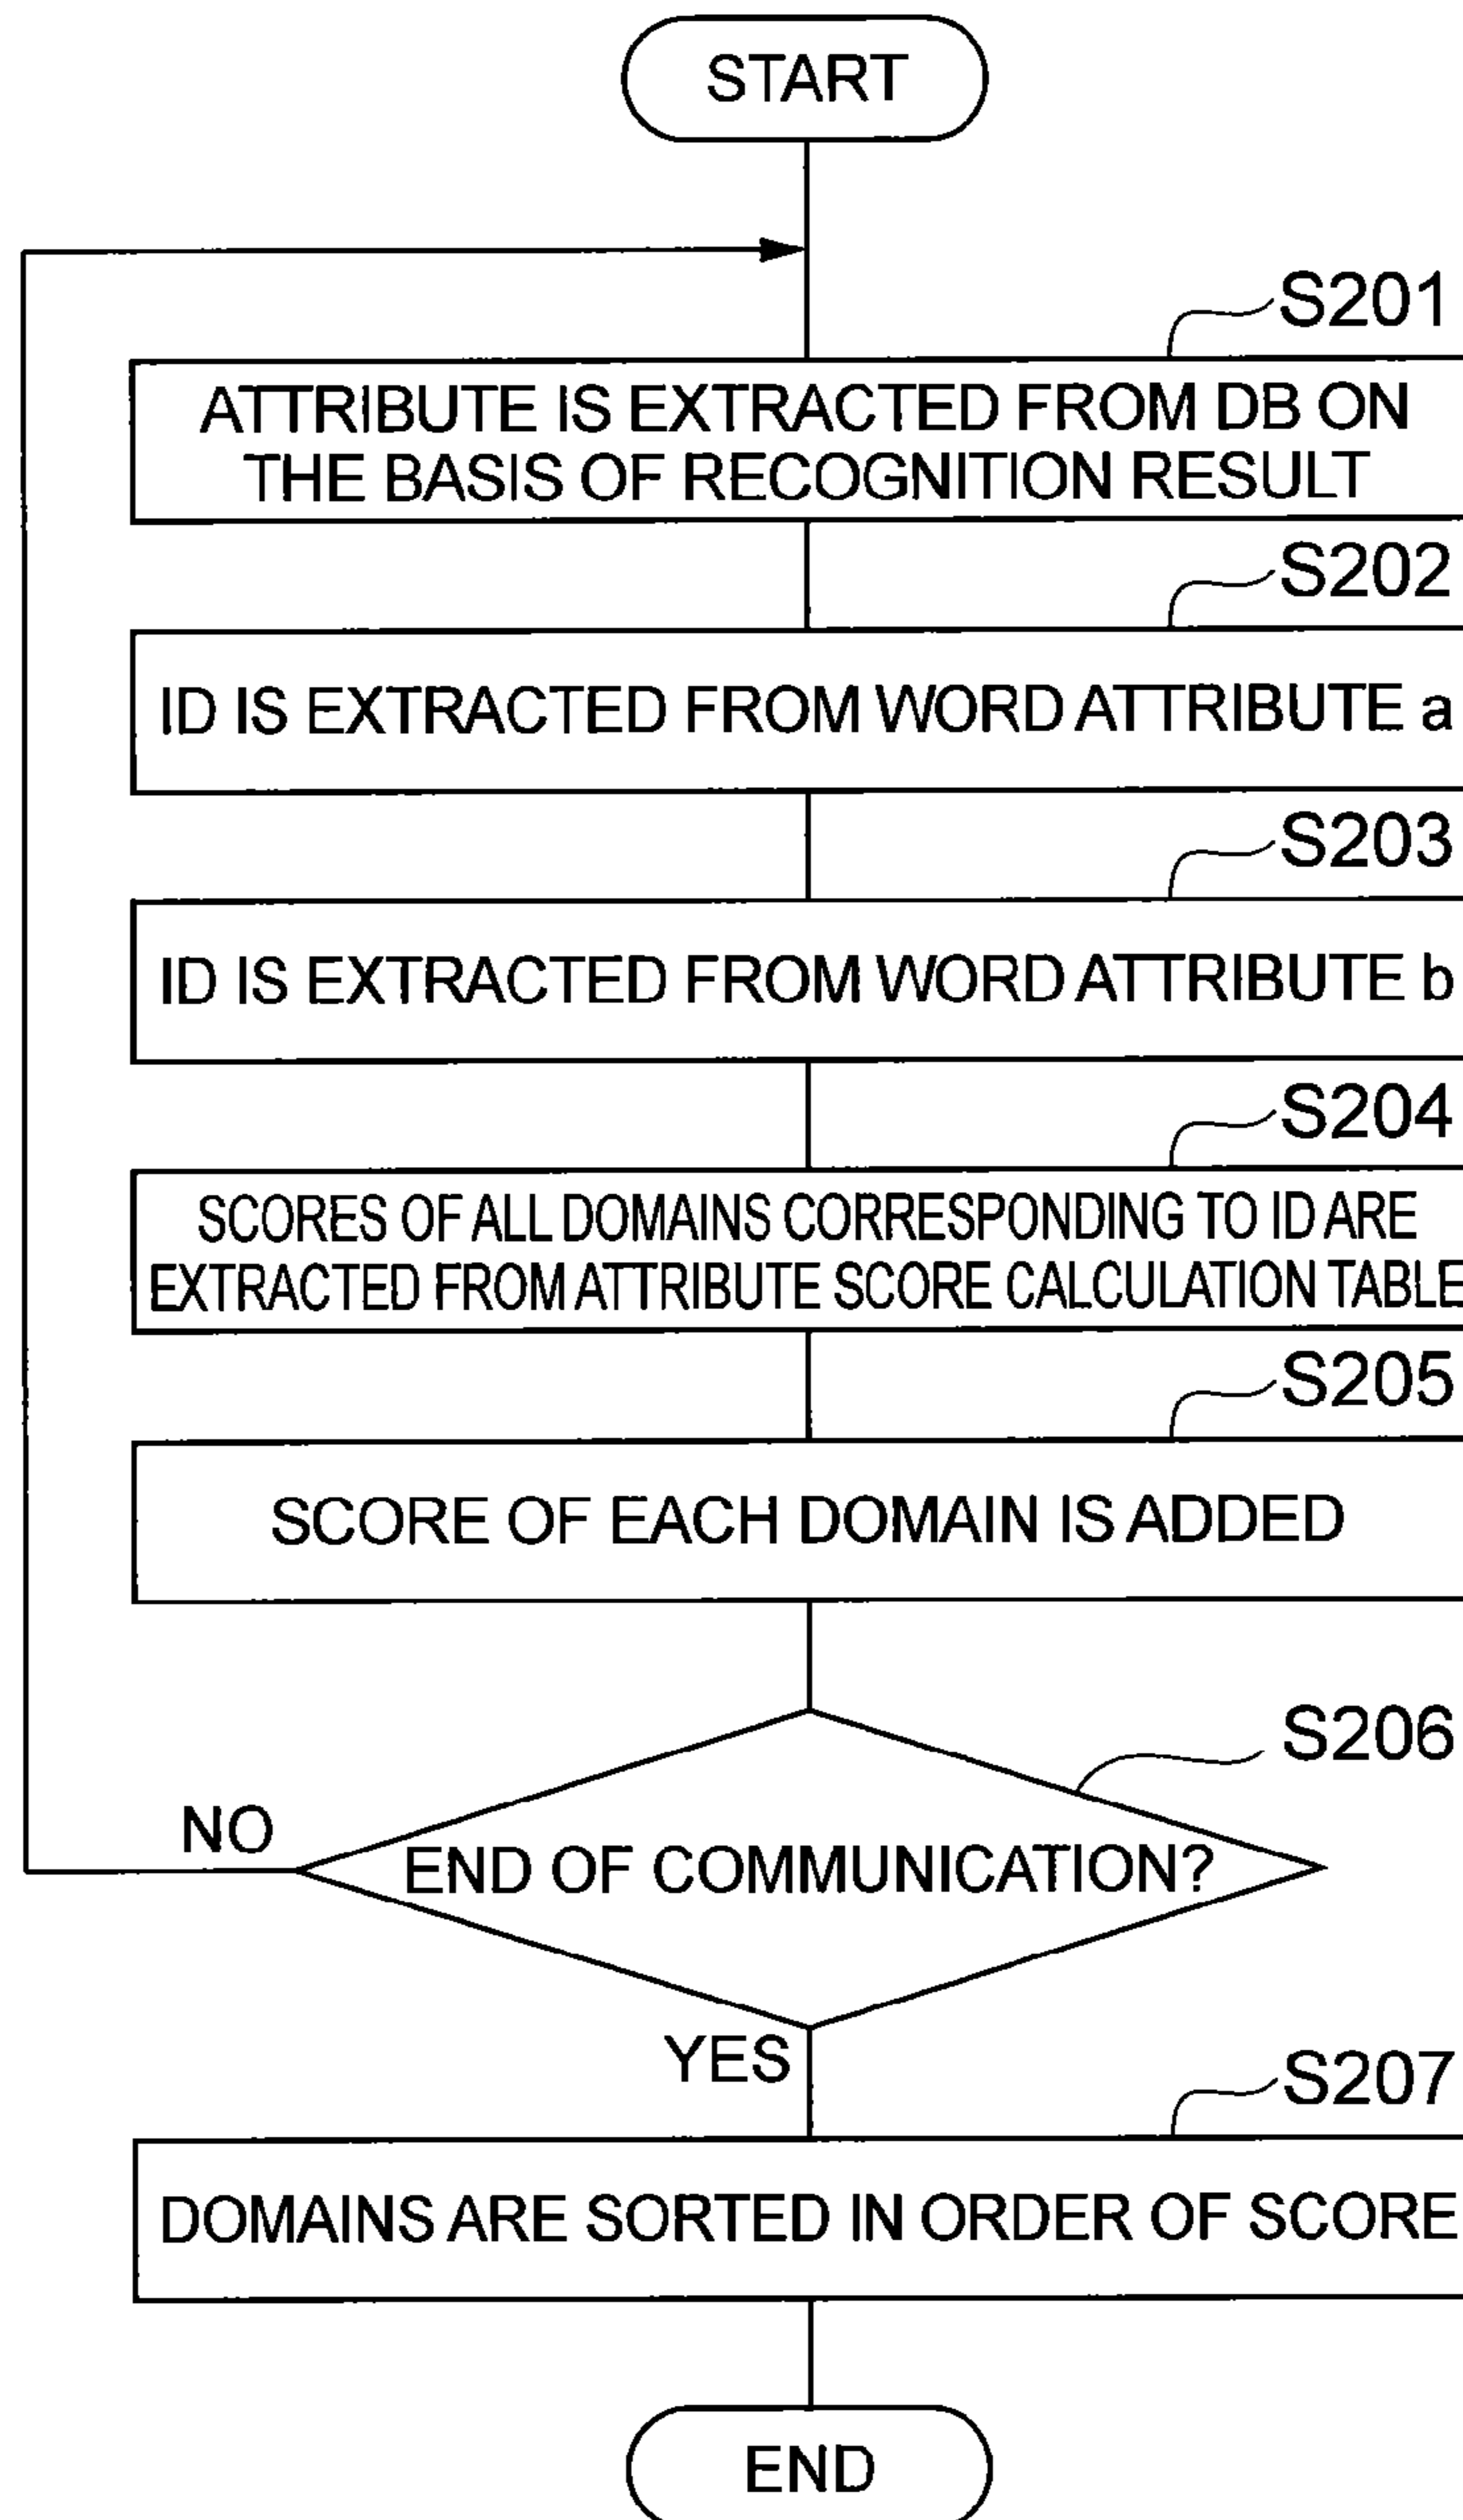 START
S201
ATTRIBUTE IS EXTRACTED FROM DB ON
THE BASIS OF RECOGNITION RESULT
S202
ID IS EXTRACTED FROM WORD ATTRIBUTE a
S203
ID IS EXTRACTED FROM WORD ATTRIBUTE b
S204
SCORES OF ALL DOMAINS CORRESPONDING TO ID ARE
EXTRACTED FROM ATTRIBUTE SCORE CALCULATION TABLE
S205
SCORE OF EACH DOMAIN IS ADDED
S206
NO
END OF COMMUNICATION?
YES
S207
DOMAINS ARE SORTED IN ORDER OF SCORE
END